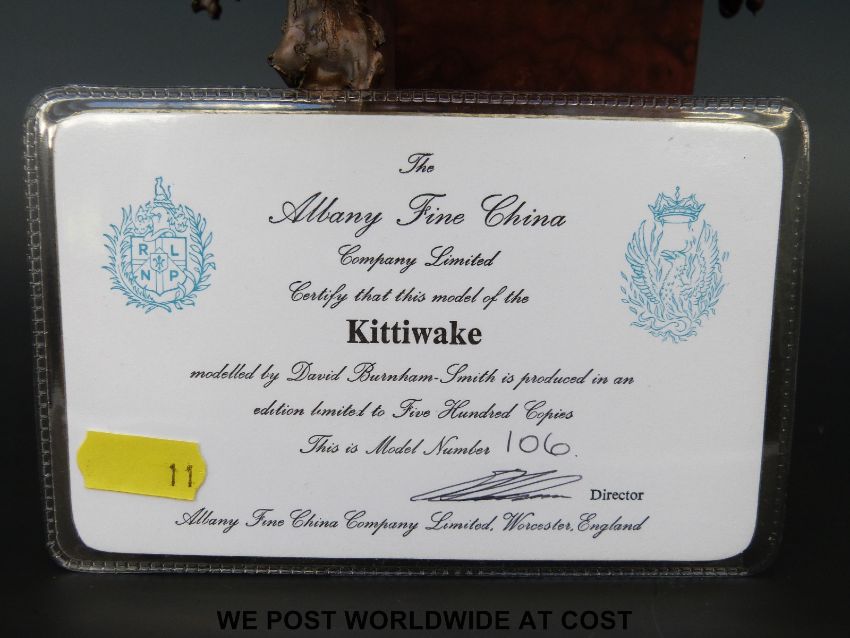 The
Albany Fine China
Company Limited
Certify that this model of the
Kittiwake
modelled by David Burnham-Smith is produced in an
edition limited to Five Hundred Copies
This is Model Number 106.
Director
Albany Fine China Company Limited, Worcester, England
R L
N P
11
WE POST WORLDWIDE AT COST